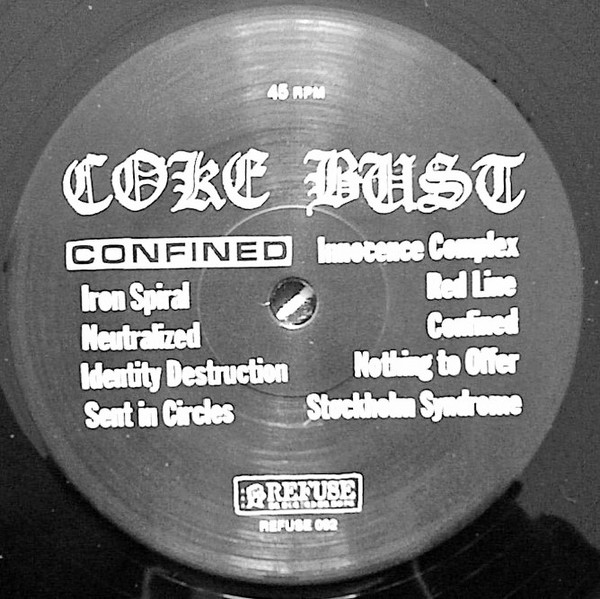 45 RPM
COKE BUST
CONFINED
Iron Spiral
Neutralized
Identity Destruction
Sent in Circles
Innocence Complex
Red Line
Confined
Nothing to Offer
Stockholm Syndrome
REFUSE
REFUSE 092